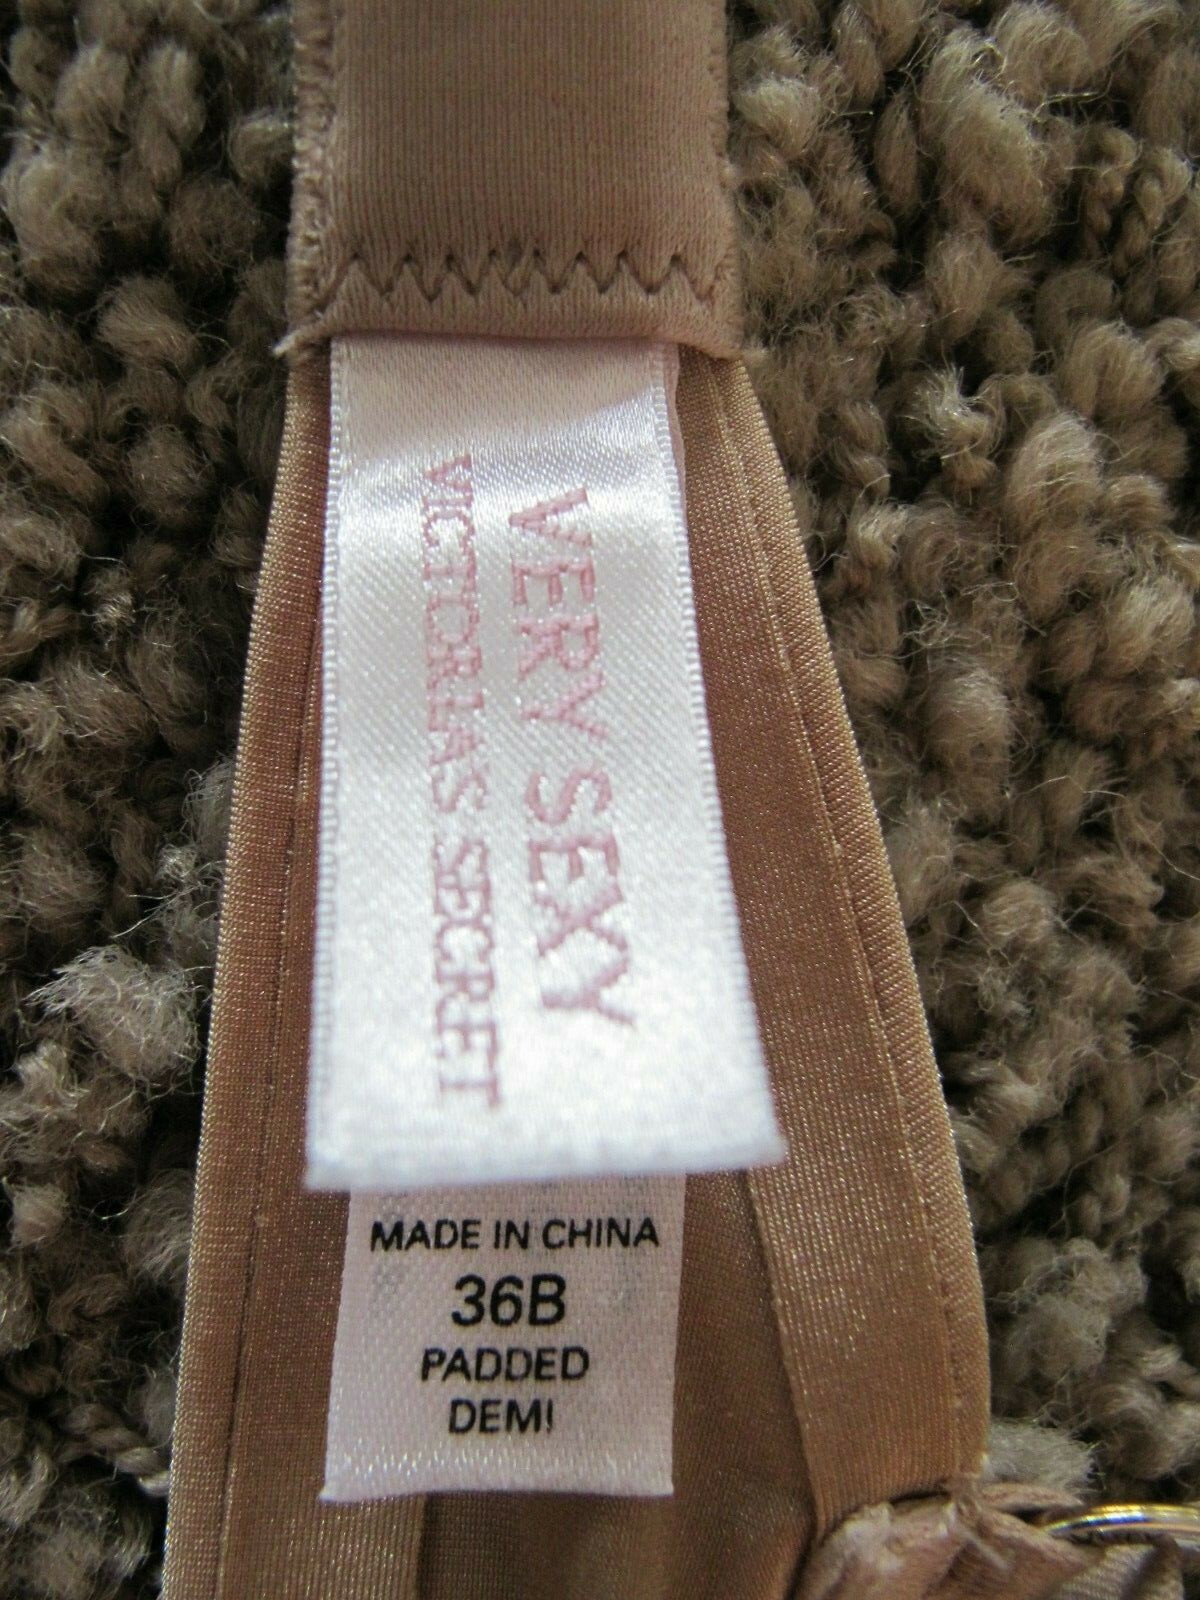 VERY SEXY
VICTORIA'S SECRET
MADE IN CHINA
36B
PADDED
DEMI